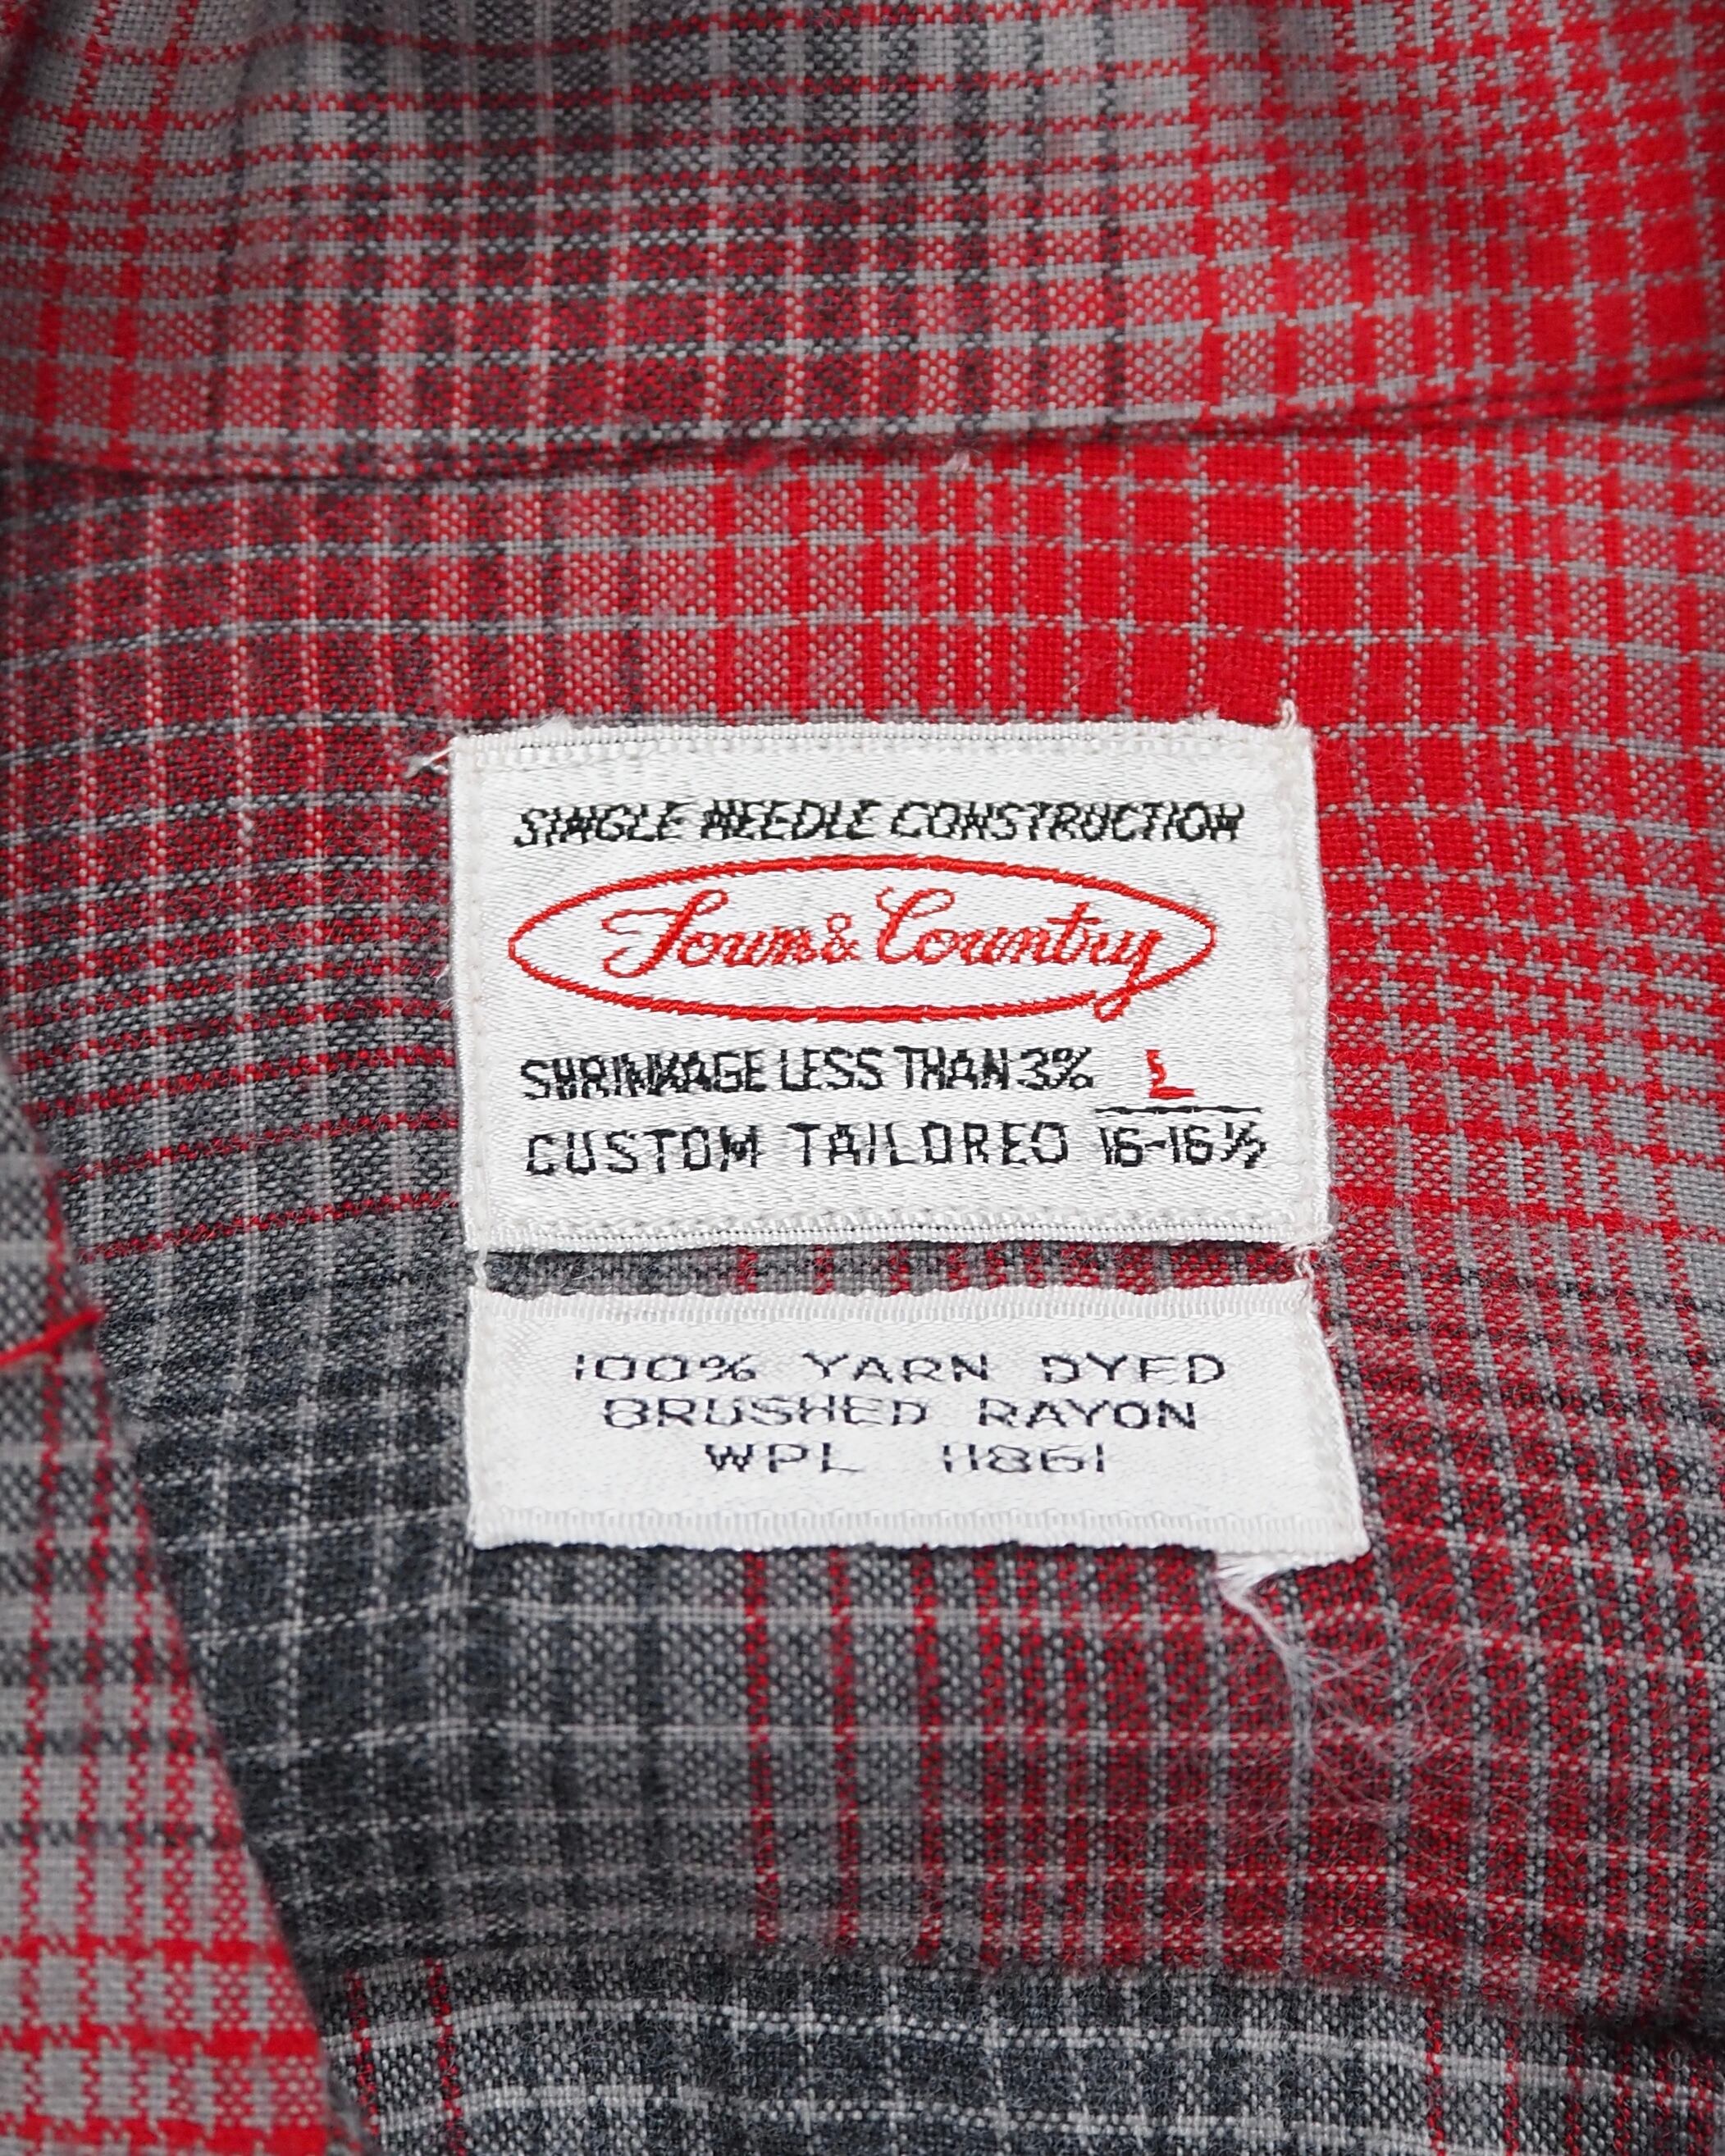 SINGLE NEEDLE CONSTRUCTION
Town & Country
SHRINKAGE LESS THAN 3% L
CUSTOM TAILORED 16-16½
100% YARN DYED
BRUSHED RAYON
WPL 11861